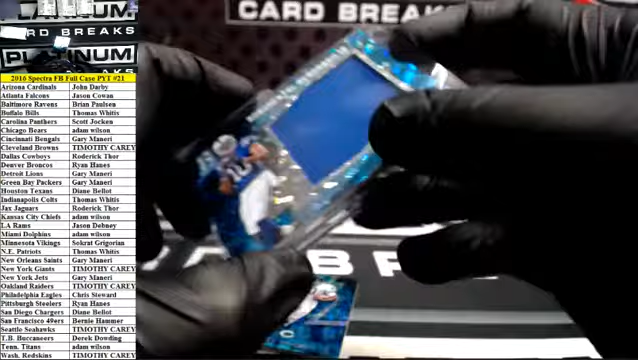 CARD BREAKS
PLATINUM
CARD BREAKS
PLATINUM
2016 Spectra FB Full Case PYT #21
Arizona Cardinals John Darby
Atlanta Falcons Jason Cowan
Baltimore Ravens Brian Paulsen
Buffalo Bills Thomas Whitis
Carolina Panthers Scott Jocken
Chicago Bears adam wilson
Cincinnati Bengals Gary Maneri
Cleveland Browns TIMOTHY CAREY
Dallas Cowboys Roderick Thor
Denver Broncos Ryan Hanes
Detroit Lions Gary Maneri
Green Bay Packers Gary Maneri
Houston Texans Diane Bellot
Indianapolis Colts Thomas Whitis
Jax Jaguars Roderick Thor
Kansas City Chiefs adam wilson
LA Rams Jason Debney
Miami Dolphins adam wilson
Minnesota Vikings Sokrat Grigorian
N.E. Patriots Thomas Whitis
New Orleans Saints Gary Maneri
New York Giants TIMOTHY CAREY
New York Jets Gary Maneri
Oakland Raiders TIMOTHY CAREY
Philadelphia Eagles Chris Steward
Pittsburgh Steelers Ryan Hanes
San Diego Chargers Diane Bellot
San Francisco 49ers Bernie Hammer
Seattle Seahawks TIMOTHY CAREY
T.B. Buccaneers Derek Dowding
Tenn. Titans adam wilson
Wash. Redskins TIMOTHY CAREY